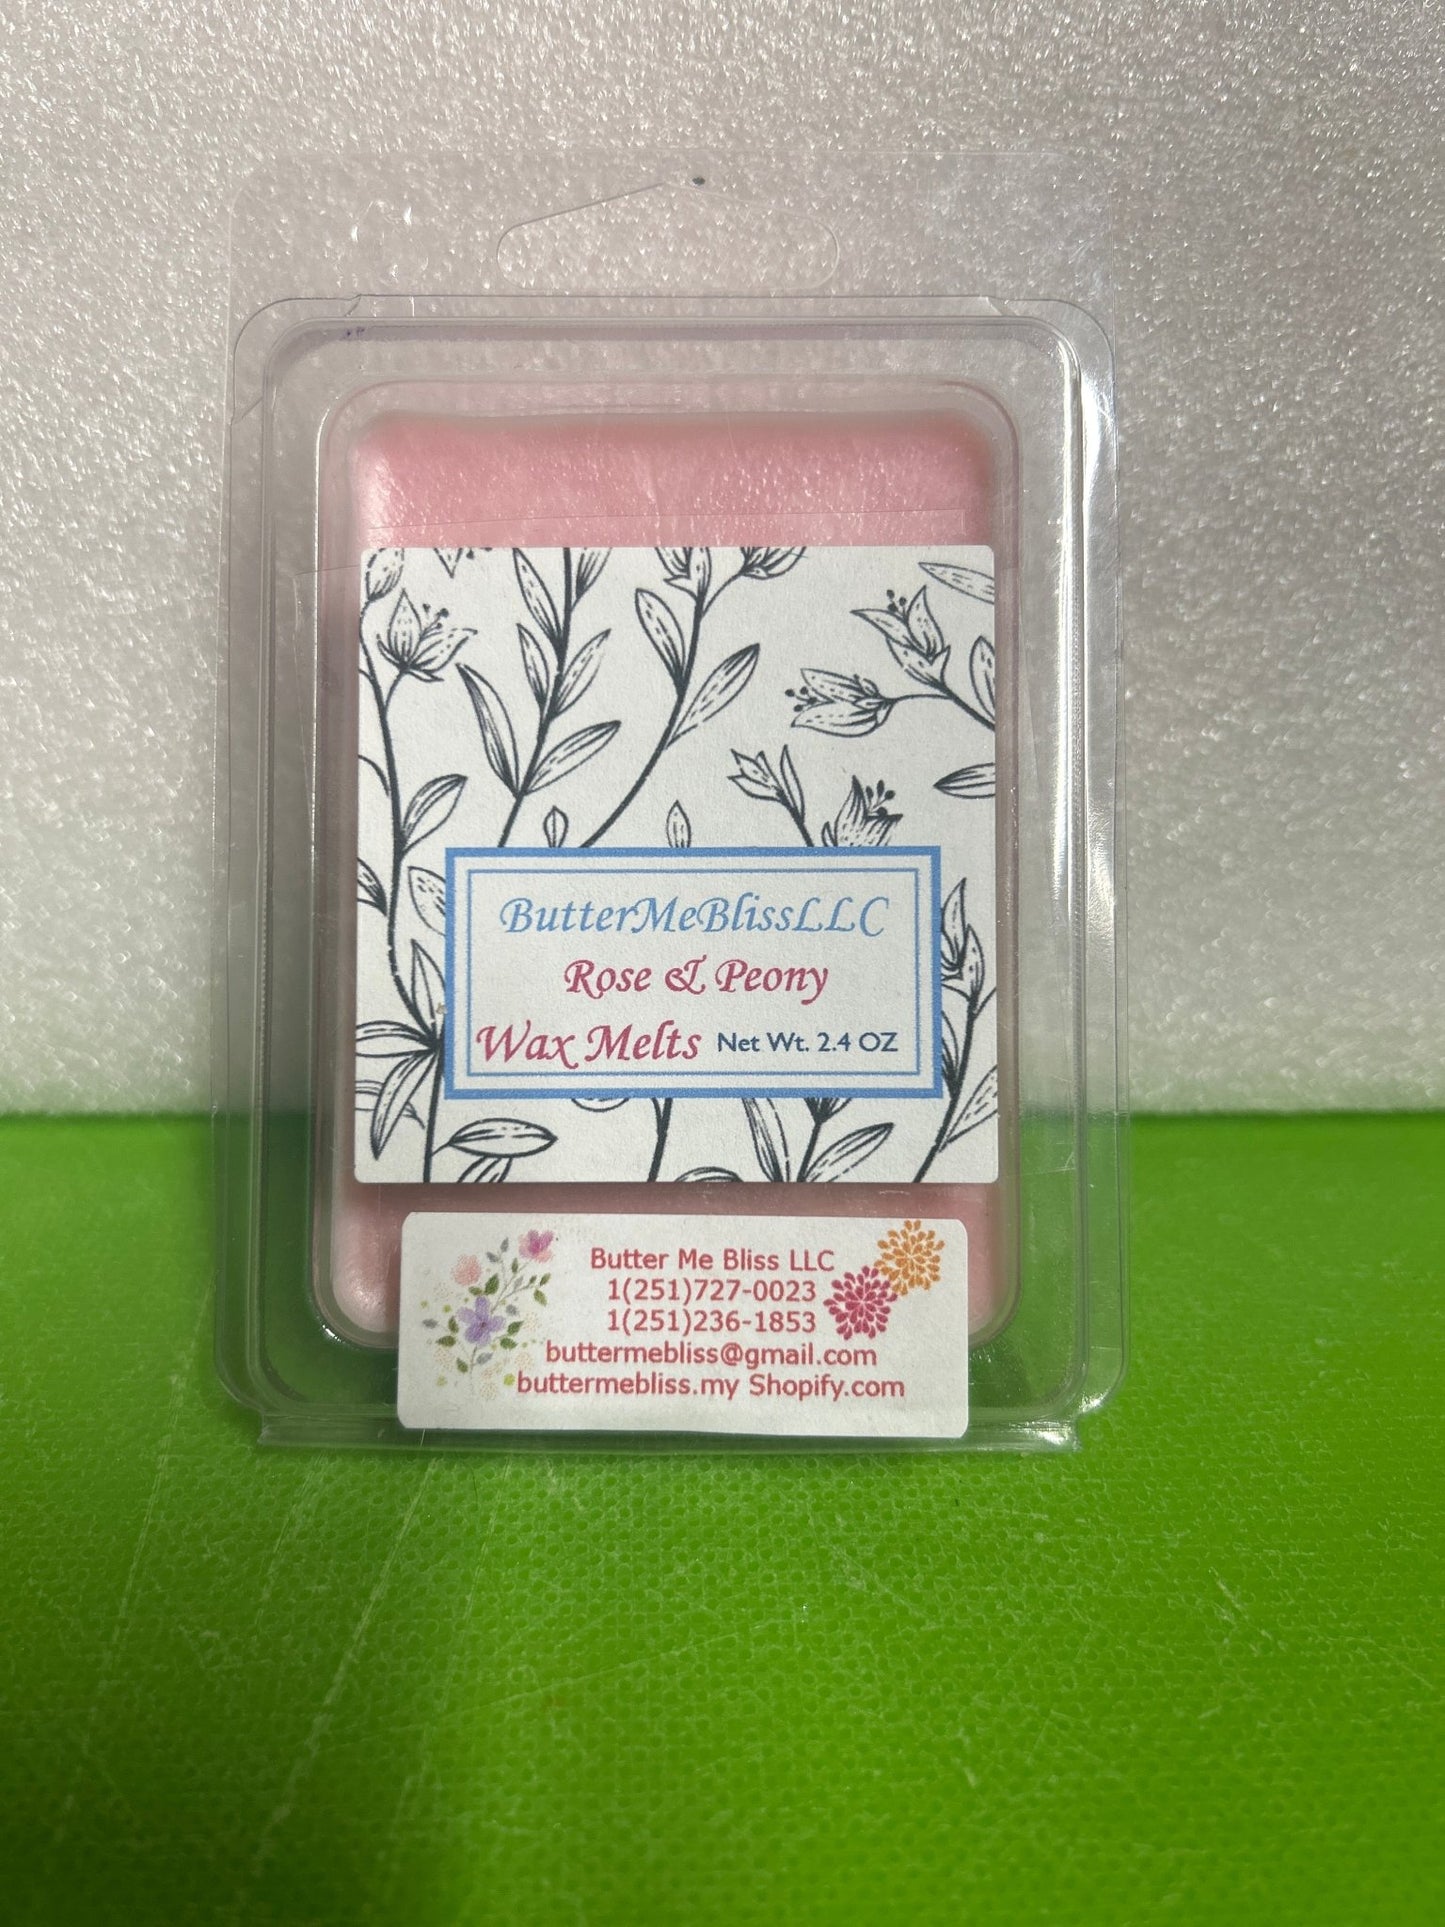 ButterMeBlissLLC
Rose & Peony
Wax Melts Net Wt. 2.4 OZ
Butter Me Bliss LLC
1(251)727-0023
1(251)236-1853
buttermebliss@gmail.com
buttermebliss.my Shopify.com